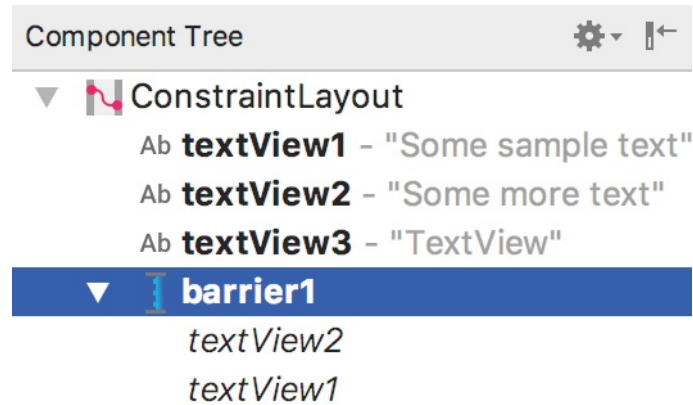 Component Tree
ConstraintLayout
Ab textView1 - "Some sample text"
Ab textView2 - "Some more text"
Ab textView3 - "TextView"
barrier1
textView2
textView1